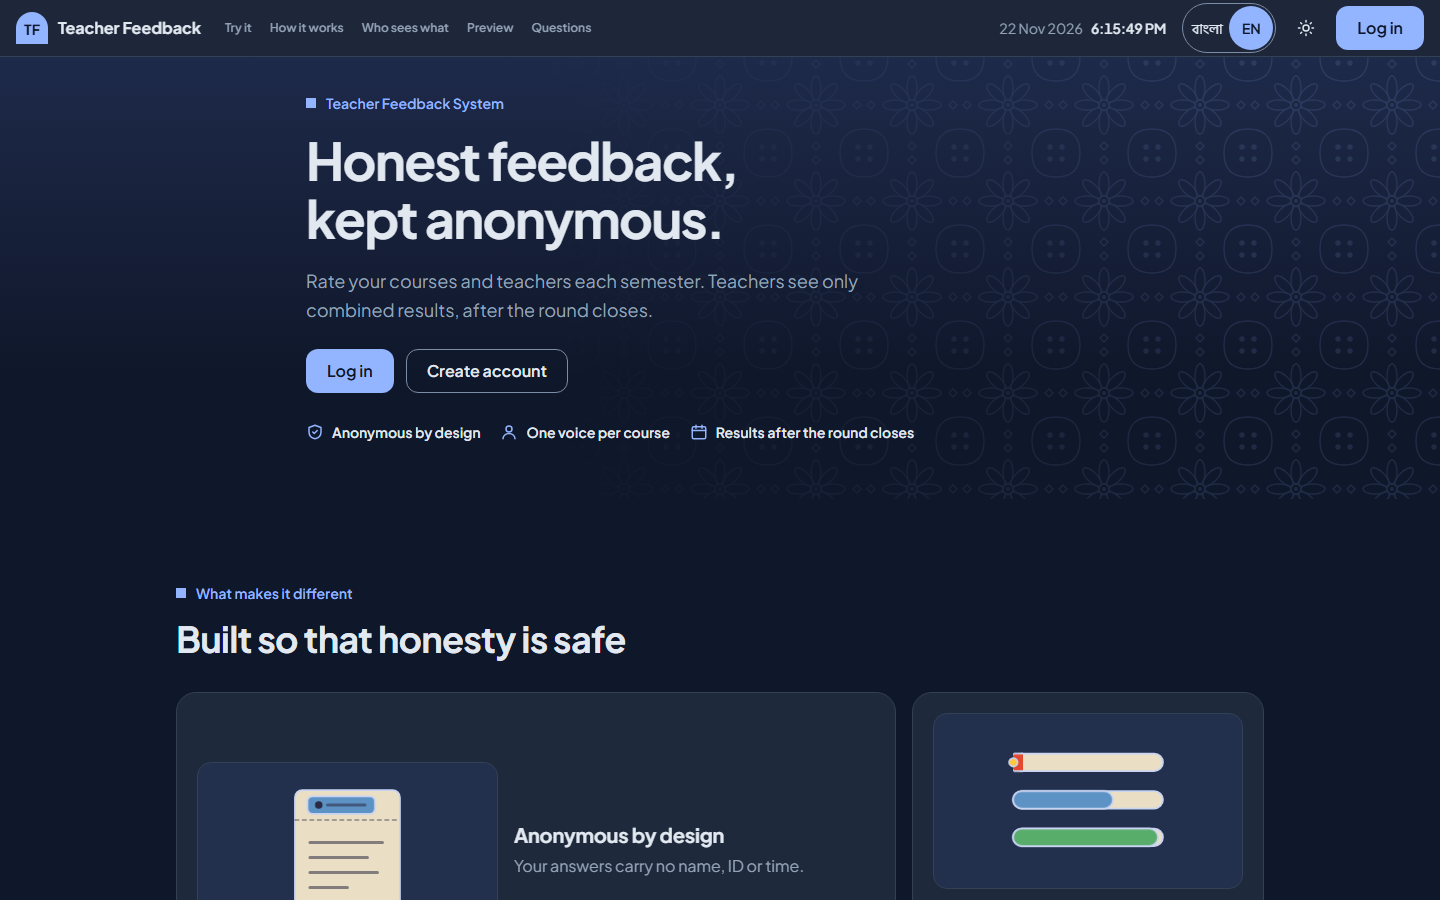 TF Teacher Feedback Try it How it works Who sees what Preview Questions 22 Nov 2026 6:15:49 PM বাংলা EN Log in
Teacher Feedback System
Honest feedback,
kept anonymous.
Rate your courses and teachers each semester. Teachers see only
combined results, after the round closes.
Log in Create account
Anonymous by design One voice per course Results after the round closes
What makes it different
Built so that honesty is safe
Anonymous by design
Your answers carry no name, ID or time.